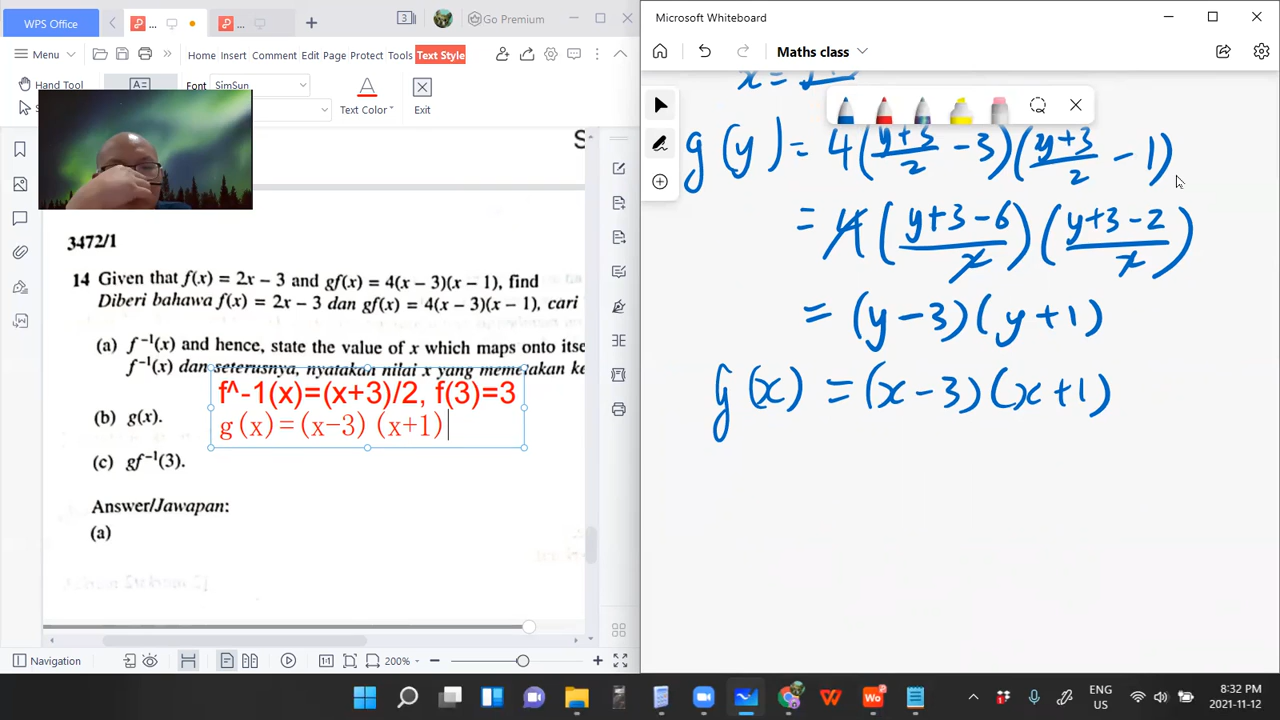 WPS Office
3
Go Premium
Menu
Home Insert Comment Edit Page Protect Tools Text Style
Hand Tool
Font SimSun
Text Color
Exit
S
3472/1
14 Given that f(x) = 2x − 3 and gf(x) = 4(x − 3)(x − 1), find
Diberi bahawa f(x) = 2x − 3 dan gf(x) = 4(x − 3)(x − 1), cari
(a) f⁻¹(x) and hence, state the value of x which maps onto itse
f⁻¹(x) dan seterusnya, nyatakan nilai x yang memetakan ke
f^-1(x)=(x+3)/2, f(3)=3
(b) g(x).
g(x)=(x-3)(x+1)
(c) gf⁻¹(3).
Answer/Jawapan:
(a)
Navigation
200%
Microsoft Whiteboard
Maths class
x =
g(y) = 4((y+3)/2 − 3)((y+3)/2 − 1)
= 4((y+3−6)/2)((y+3−2)/2)
= (y−3)(y+1)
g(x) = (x−3)(x+1)
ENG
US
8:32 PM
2021-11-12